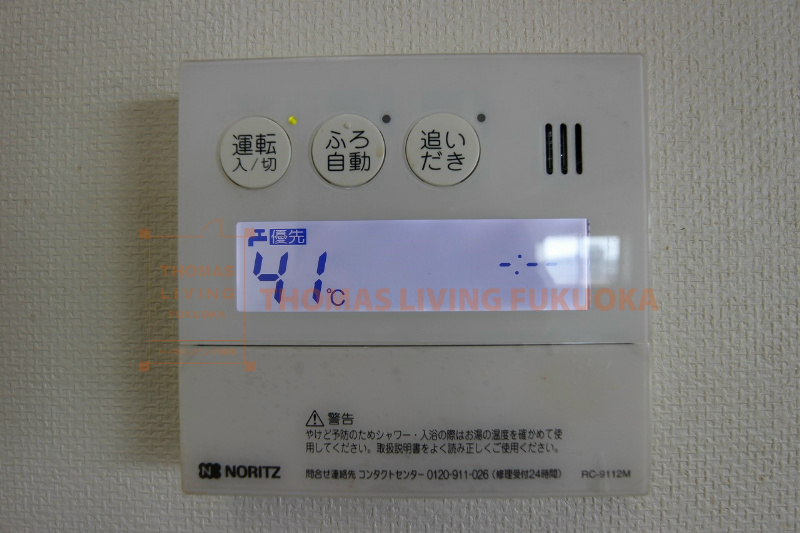 運転
入/切
ふろ
自動
追い
だき
優先
41℃
-:--
THOMAS
LIVING
THOMAS LIVING FUKUOKA
警告
やけど予防のためシャワー・入浴の際はお湯の温度を確かめて使
用してください。取扱説明書をよく読み正しくご使用ください。
NORITZ
問合せ連絡先 コンタクトセンター 0120-911-026 (修理受付24時間)
RC-9112M